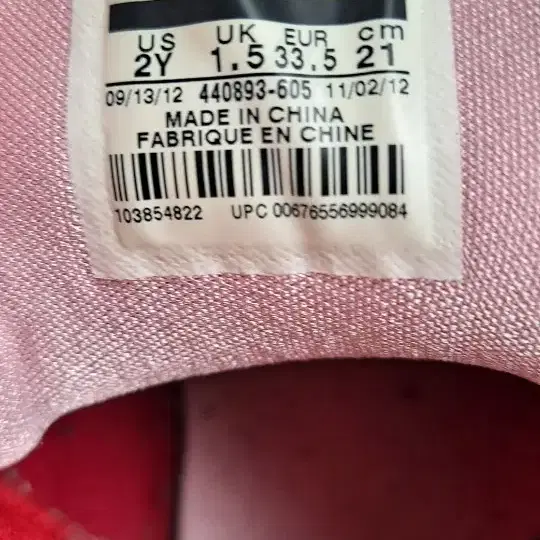 US UK EUR cm
2Y 1.5 33.5 21
09/13/12 440893-605 11/02/12
MADE IN CHINA
FABRIQUE EN CHINE
103854822 UPC 00676556999084